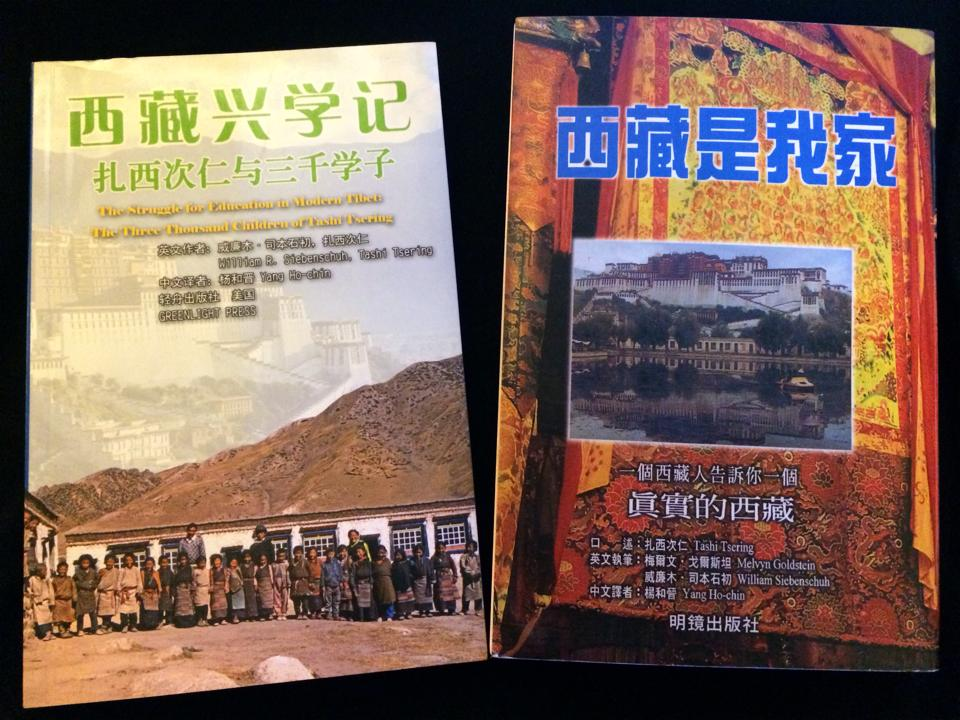 西藏兴学记
扎西次仁与三千学子
The Struggle for Education in Modern Tibet:
The Three Thousand Children of Tashi Tsering
英文作者：威廉木·司本石初，扎西次仁
William R. Siebenschuh, Tashi Tsering
中文译者：杨和晋 Yang Ho-chin
轻舟出版社 美国
GREENLIGHT PRESS
西藏是我家
一個西藏人告訴你一個
眞實的西藏
口　述：扎西次仁 Tashi Tsering
英文執筆：梅爾文·戈爾斯坦 Melvyn Goldstein
威廉木·司本石初 William Siebenschuh
中文譯者：楊和晉 Yang Ho-chin
明鏡出版社